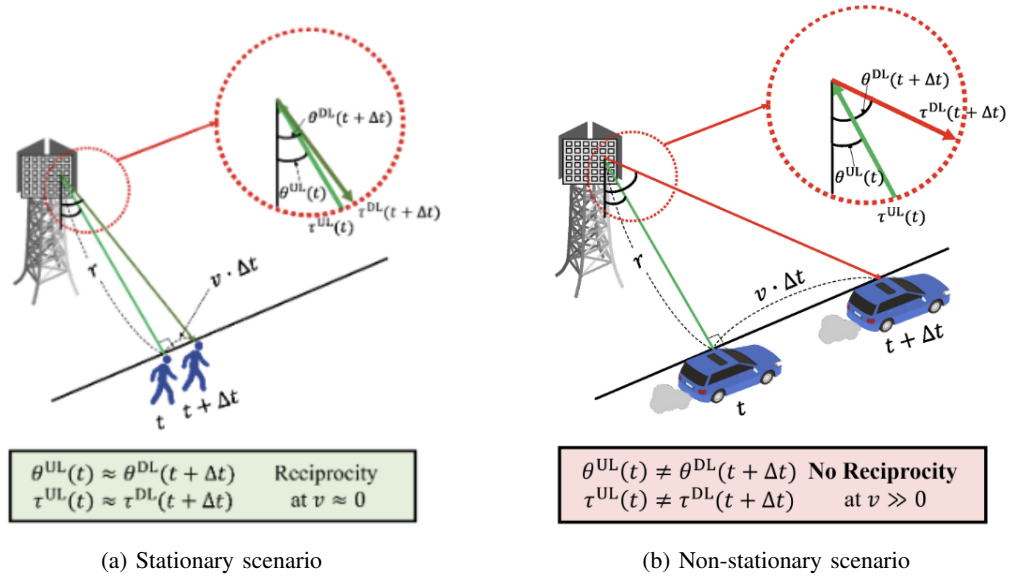 θ^DL(t + Δt)
θ^UL(t)
τ^DL(t + Δt)
τ^UL(t)
r
v · Δt
t
t + Δt
θ^UL(t) ≈ θ^DL(t + Δt) Reciprocity
τ^UL(t) ≈ τ^DL(t + Δt) at v ≈ 0
(a) Stationary scenario
θ^DL(t + Δt)
τ^DL(t + Δt)
θ^UL(t)
τ^UL(t)
r
v · Δt
t + Δt
t
θ^UL(t) ≠ θ^DL(t + Δt) No Reciprocity
τ^UL(t) ≠ τ^DL(t + Δt) at v ≫ 0
(b) Non-stationary scenario